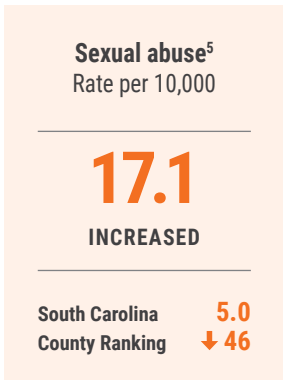 Sexual abuse⁵
Rate per 10,000
17.1
INCREASED
South Carolina 5.0
County Ranking ↓ 46